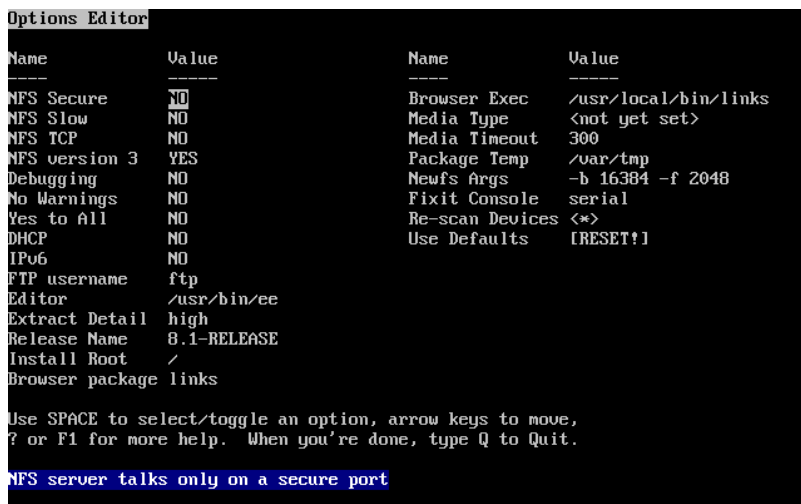 Options Editor
Name Value Name Value
---- ----- ---- -----
NFS Secure NO Browser Exec /usr/local/bin/links
NFS Slow NO Media Type <not yet set>
NFS TCP NO Media Timeout 300
NFS version 3 YES Package Temp /var/tmp
Debugging NO Newfs Args -b 16384 -f 2048
No Warnings NO Fixit Console serial
Yes to All NO Re-scan Devices <*>
DHCP NO Use Defaults [RESET!]
IPv6 NO
FTP username ftp
Editor /usr/bin/ee
Extract Detail high
Release Name 8.1-RELEASE
Install Root /
Browser package links
Use SPACE to select/toggle an option, arrow keys to move,
? or F1 for more help. When you're done, type Q to Quit.
NFS server talks only on a secure port